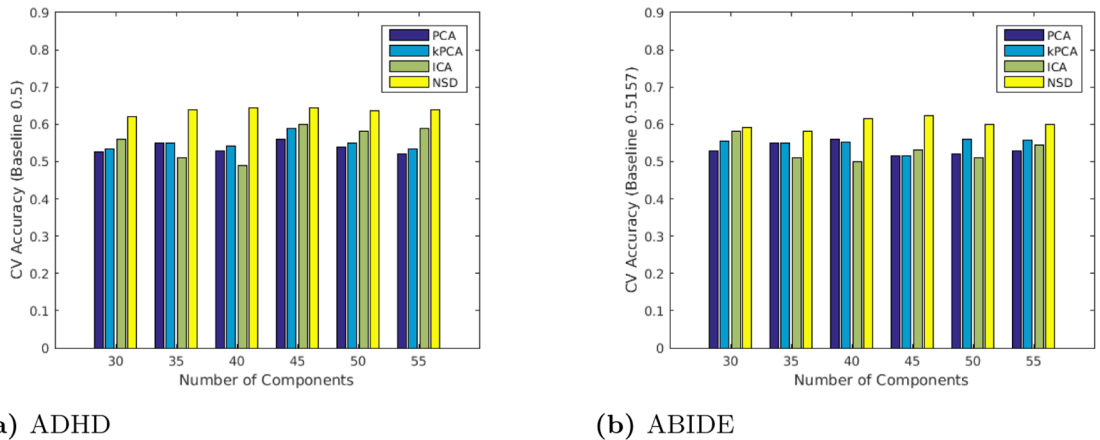 0.9
0.8
0.7
0.6
0.5
0.4
0.3
0.2
0.1
0
CV Accuracy (Baseline 0.5)
PCA
kPCA
ICA
NSD
30 35 40 45 50 55
Number of Components
a) ADHD
0.9
0.8
0.7
0.6
0.5
0.4
0.3
0.2
0.1
0
CV Accuracy (Baseline 0.5157)
PCA
kPCA
ICA
NSD
30 35 40 45 50 55
Number of Components
(b) ABIDE